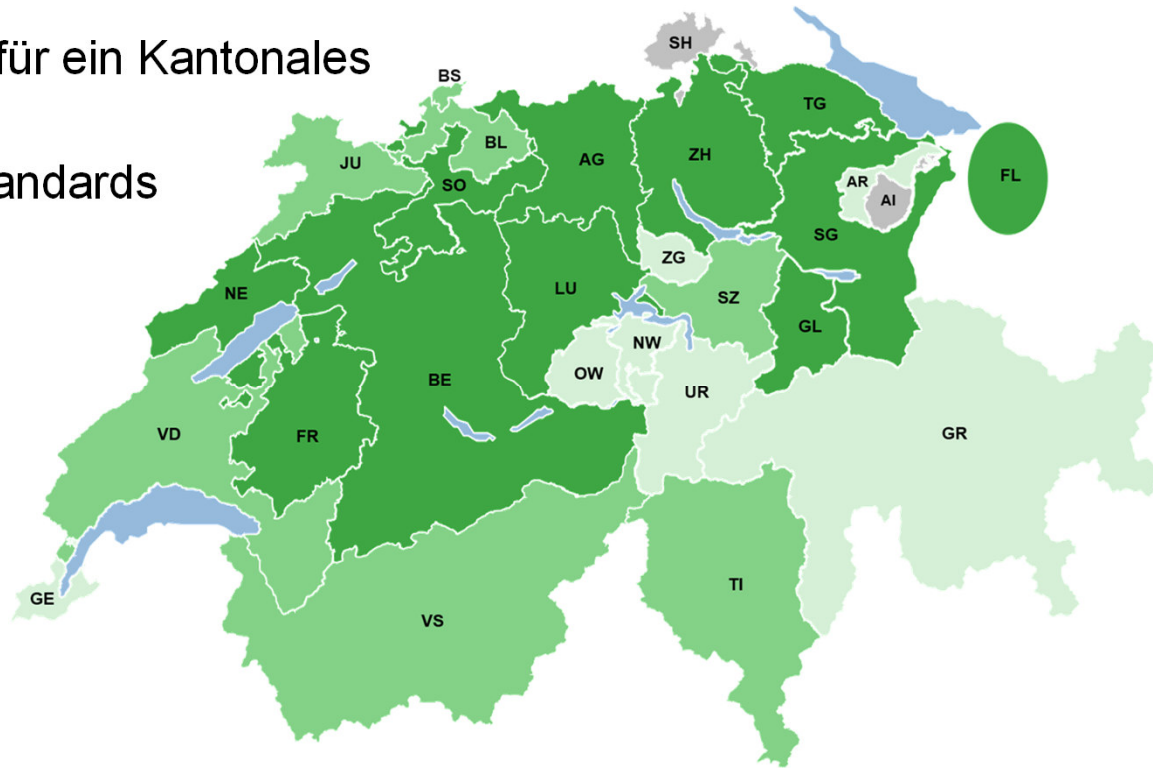 für ein Kantonales
andards
SH
BS
TG
BL
JU
AG
ZH
SO
FL
AR
AI
SG
ZG
NE
LU
SZ
GL
NW
OW
BE
UR
VD
FR
GR
TI
GE
VS